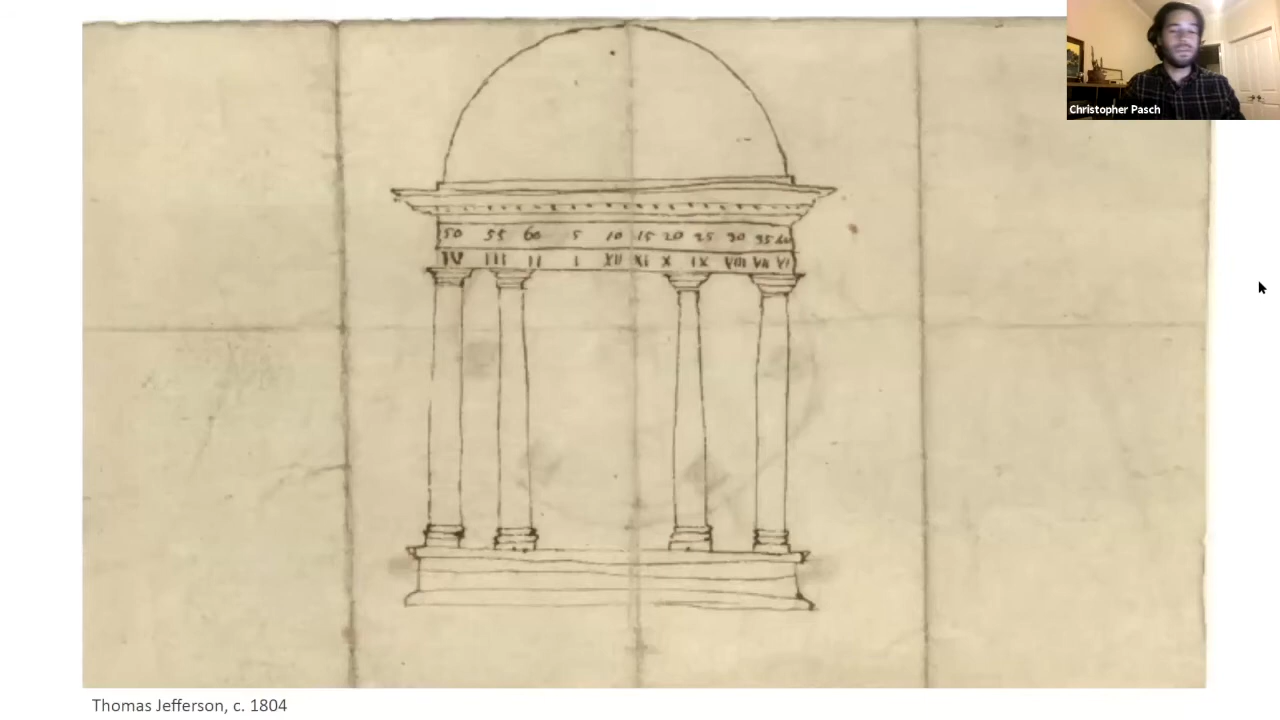 Christopher Pasch
50 55 60 5 10 15 20 25 30 35 40
IV III II I XII XI X IX VIII VII VI
Thomas Jefferson, c. 1804